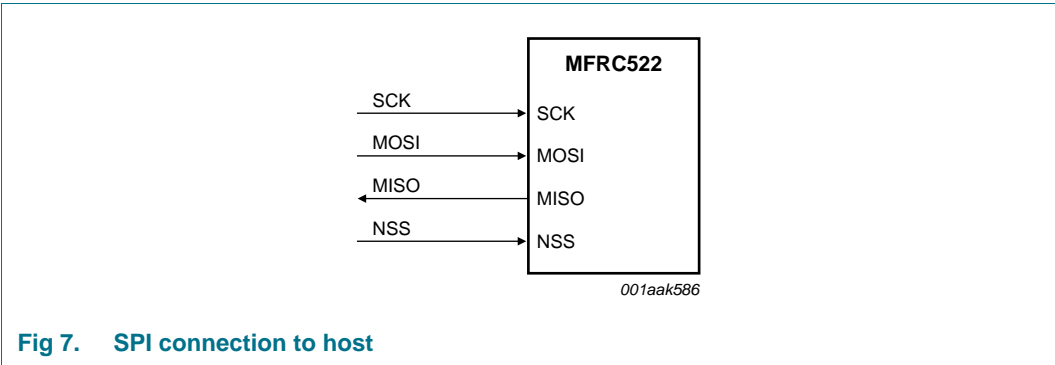 MFRC522
SCK SCK
MOSI MOSI
MISO MISO
NSS NSS
001aak586
Fig 7. SPI connection to host